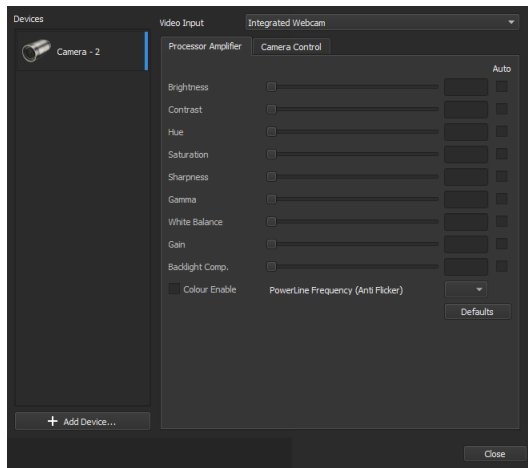 Devices
Video Input
Integrated Webcam
Camera - 2
Processor Amplifier
Camera Control
Auto
Brightness
Contrast
Hue
Saturation
Sharpness
Gamma
White Balance
Gain
Backlight Comp.
Colour Enable
PowerLine Frequency (Anti Flicker)
Defaults
+ Add Device...
Close